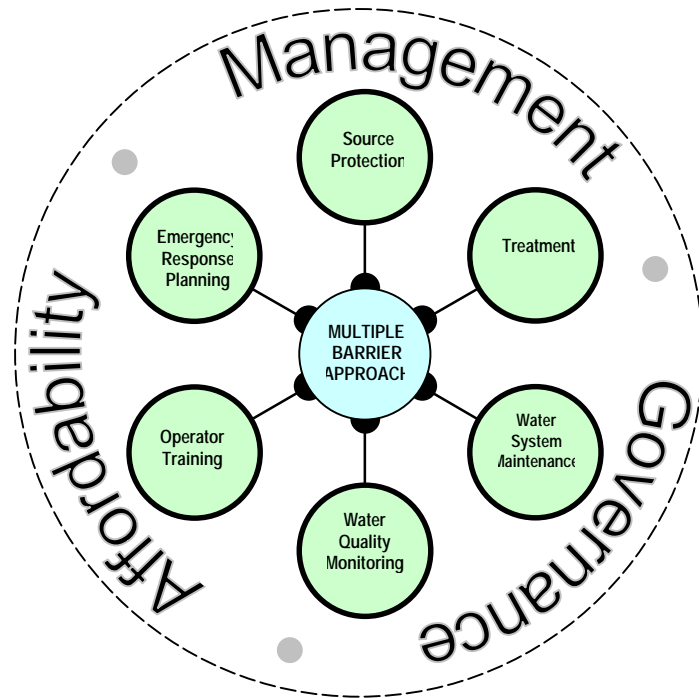 Management
Source
Protection
Emergency
Response
Planning
Treatment
MULTIPLE
BARRIER
APPROACH
Affordability
Governance
Operator
Training
Water
System
Maintenance
Water
Quality
Monitoring